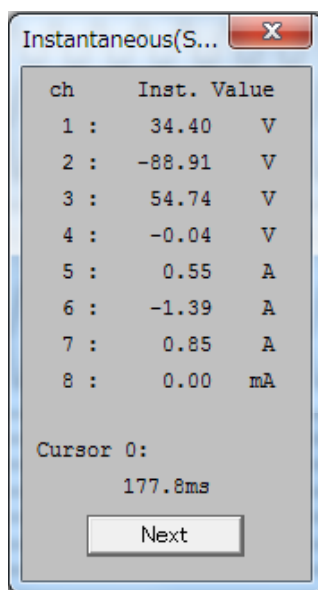 Instantaneous(S...
ch Inst. Value
1 : 34.40 V
2 : -88.91 V
3 : 54.74 V
4 : -0.04 V
5 : 0.55 A
6 : -1.39 A
7 : 0.85 A
8 : 0.00 mA
Cursor 0:
177.8ms
Next